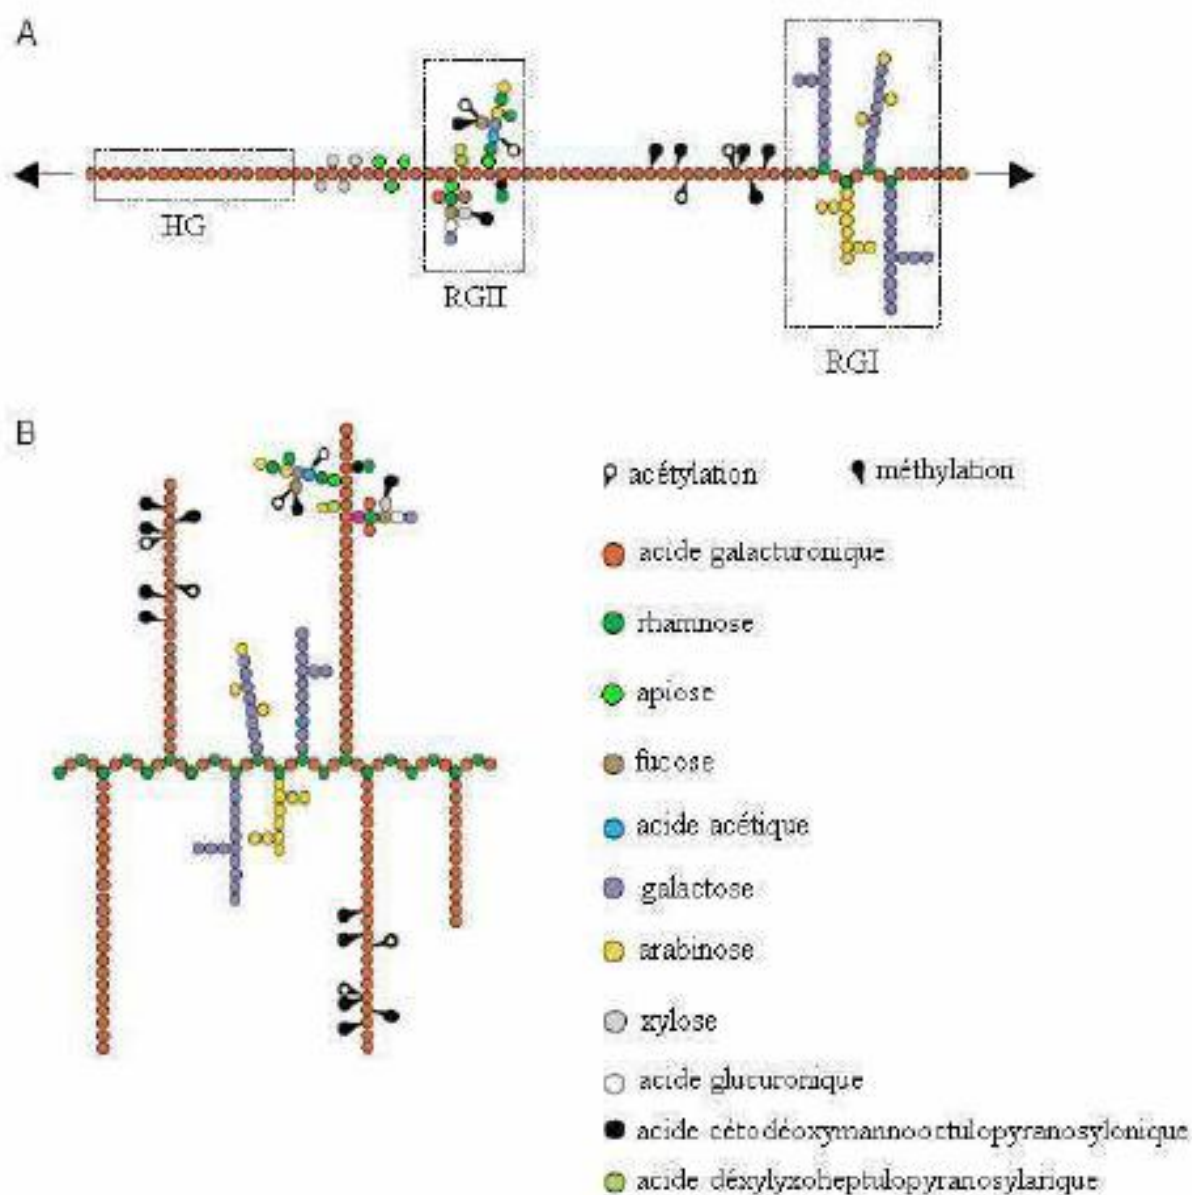 A
HG
RGII
RGI
B
acétylation
méthylation
acide galacturonique
rhamnose
apiose
fucose
acide acétique
galactose
arabinose
xylose
acide glucuronique
acide cétodéoxymannooctulopyranosylonique
acide déxylyxoheptulopyranosylarique